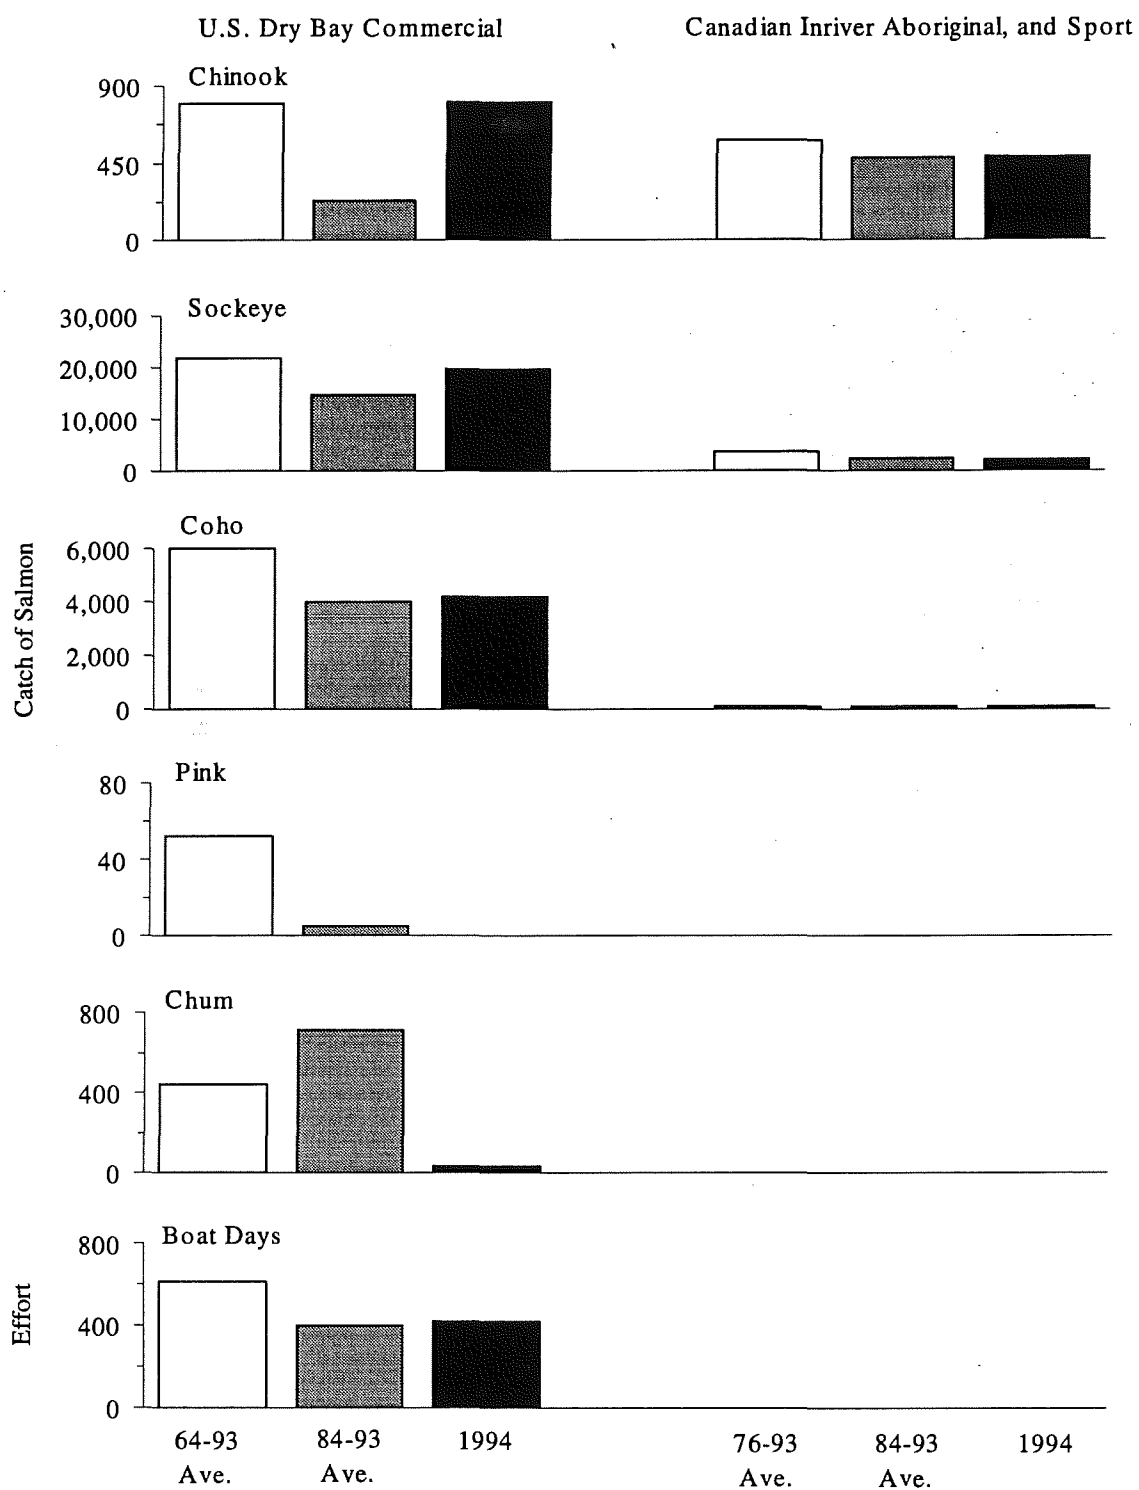 U.S. Dry Bay Commercial
Canadian Inriver Aboriginal, and Sport
Chinook
900
450
0
Sockeye
30,000
20,000
10,000
0
Coho
6,000
4,000
2,000
0
Catch of Salmon
Pink
80
40
0
Chum
800
400
0
Boat Days
800
400
0
Effort
64-93 84-93 1994 76-93 84-93 1994
Ave. Ave. Ave. Ave.